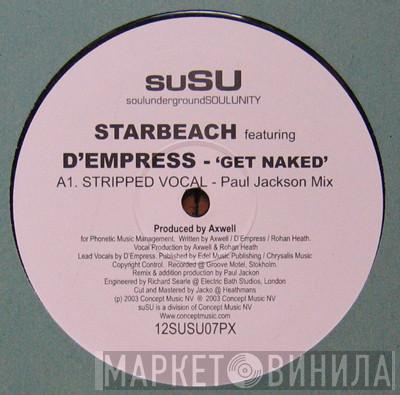 suSU
soulundergroundSOULUNITY
STARBEACH featuring
D'EMPRESS - 'GET NAKED'
A1. STRIPPED VOCAL - Paul Jackson Mix
Produced by Axwell
for Phonetic Music Management. Written by Axwell / D'Empress / Rohan Heath.
Vocal Production by Axwell & Rohan Heath
Lead Vocals by D'Empress. Published by Edel Music Publishing / Chrysalis Music
Copyright Control. Recorded @ Groove Motel, Stokholm.
Remix & addition production by Paul Jackon
Engineered by Richard Searle @ Electric Bath Studios, London
Cut and Mastered by Jacko @ Heathmans
(p) 2003 Concept Music NV ® 2003 Concept Music NV
suSU is a division of Concept Music NV
www.conceptmusic.com
12SUSU07PX
МАРКЕТ ВИНИЛА